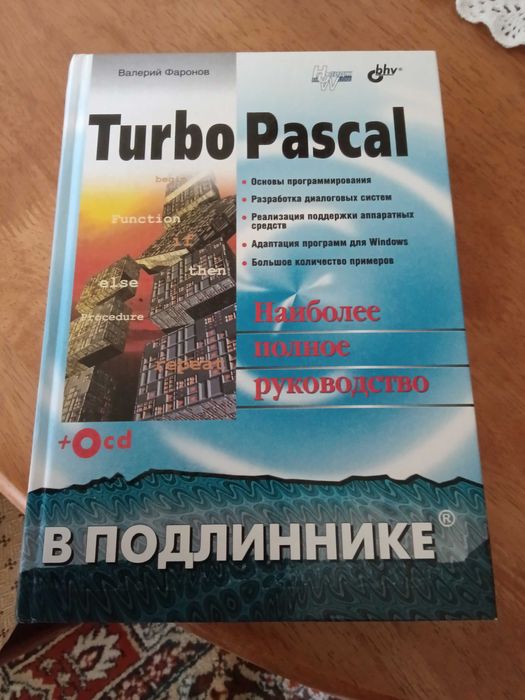 Валерий Фаронов
bhv®
Turbo Pascal
• Основы программирования
• Разработка диалоговых систем
• Реализация поддержки аппаратных
средств
• Адаптация программ для Windows
• Большое количество примеров
begin
Function
if
then
else
Procedure
repeat
Наиболее
полное
руководство
+ cd
В ПОДЛИННИКЕ®